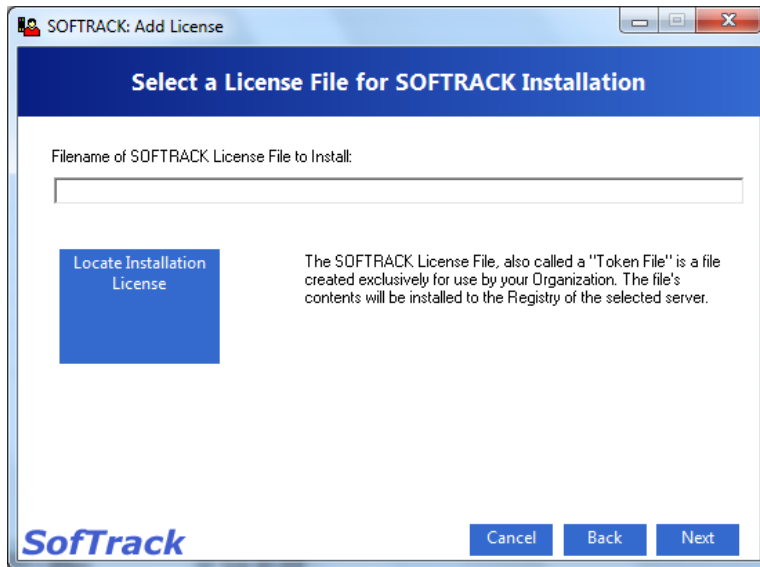 SOFTRACK: Add License
Select a License File for SOFTRACK Installation
Filename of SOFTRACK License File to Install:
Locate Installation
License
The SOFTRACK License File, also called a "Token File" is a file
created exclusively for use by your Organization. The file's
contents will be installed to the Registry of the selected server.
SofTrack
Cancel
Back
Next